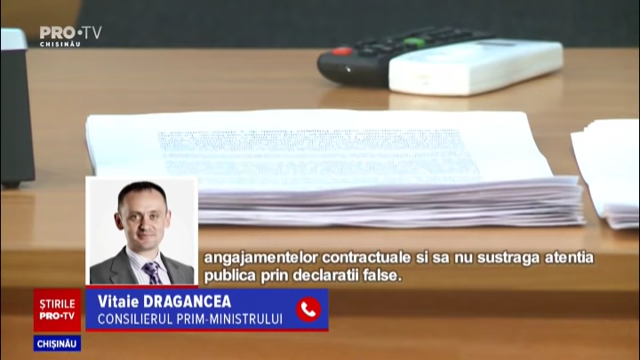 PRO•TV
CHIȘINĂU
angajamentelor contractuale si sa nu sustraga atentia
publica prin declaratii false.
Vitaie DRAGANCEA
CONSILIERUL PRIM-MINISTRULUI
ȘTIRILE
PRO•TV
CHIȘINĂU